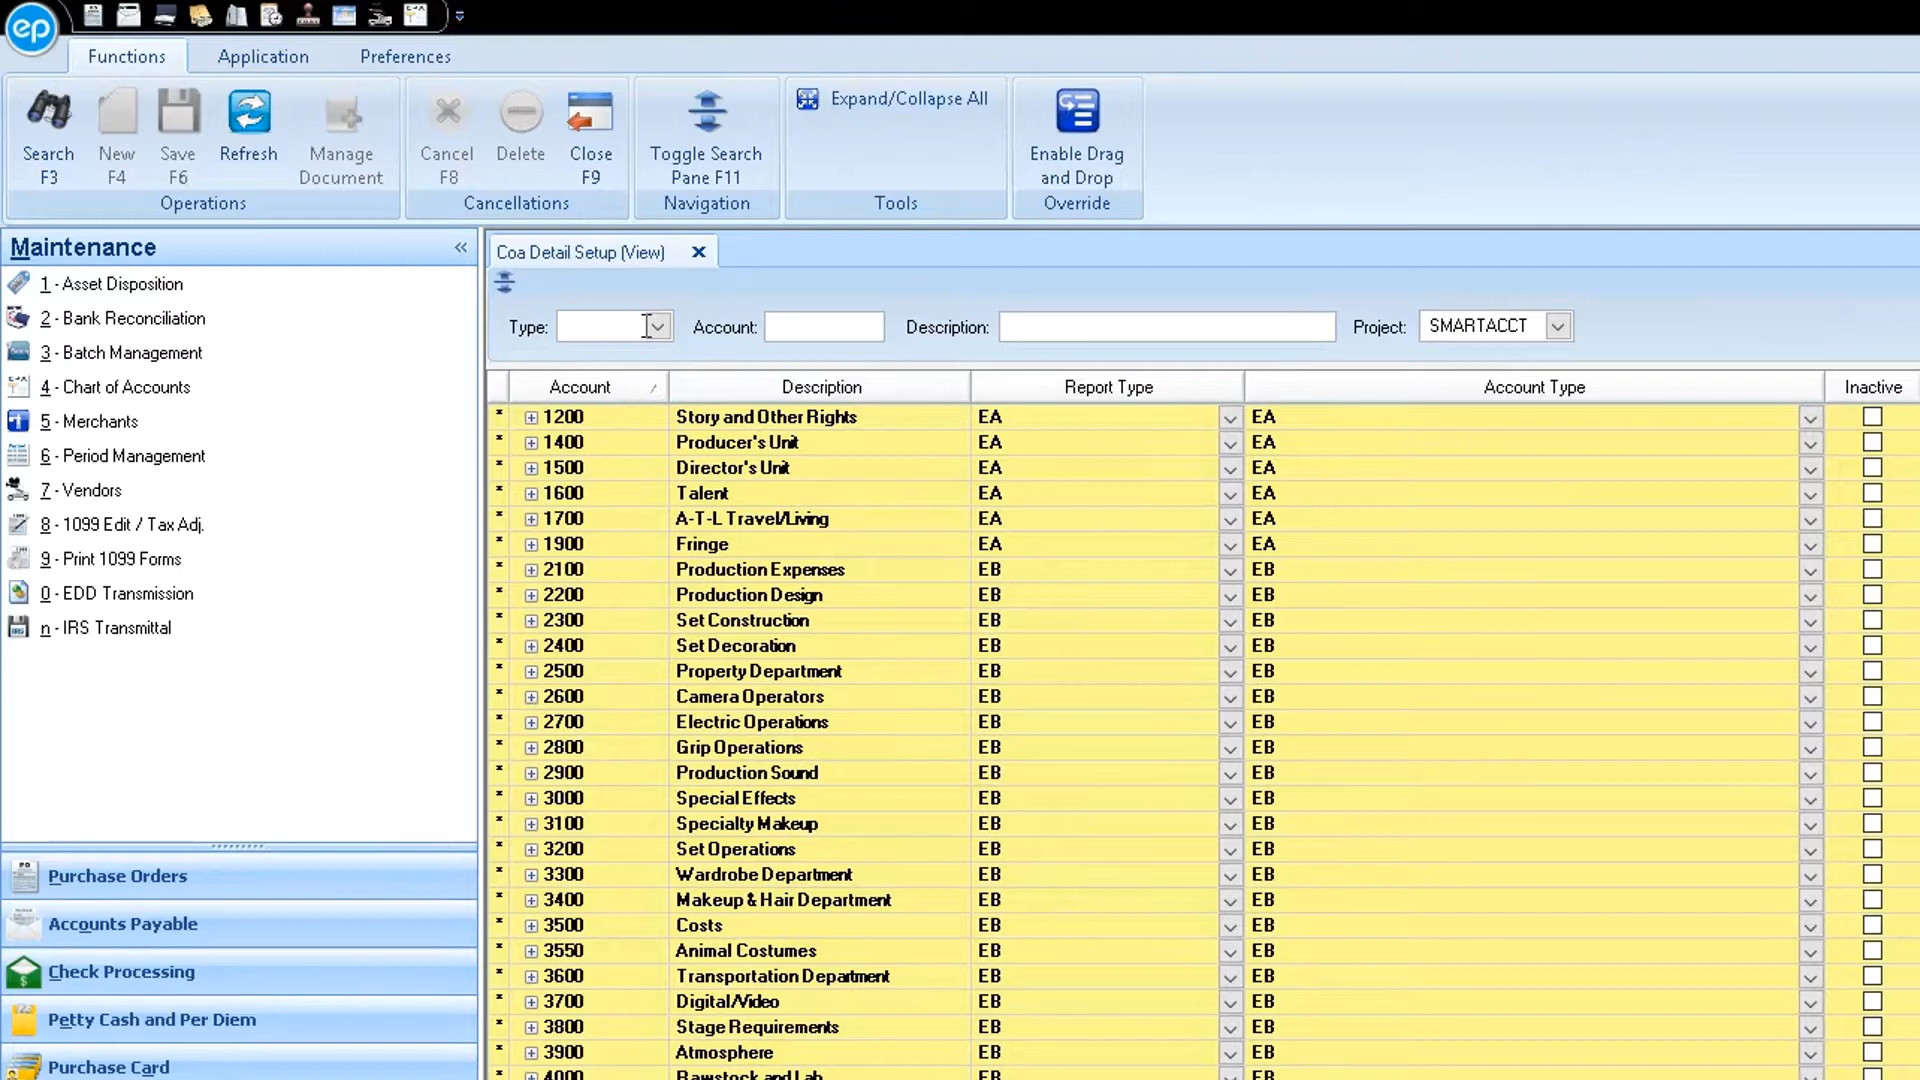 ep
Functions Application Preferences
Search F3 New F4 Save F6 Refresh Manage Document
Operations
Cancel F8 Delete Close F9
Cancellations
Toggle Search Pane F11
Navigation
Expand/Collapse All
Tools
Enable Drag and Drop
Override
Maintenance
1 - Asset Disposition
2 - Bank Reconciliation
3 - Batch Management
4 - Chart of Accounts
5 - Merchants
6 - Period Management
7 - Vendors
8 - 1099 Edit / Tax Adj.
9 - Print 1099 Forms
0 - EDD Transmission
n - IRS Transmittal
Purchase Orders
Accounts Payable
Check Processing
Petty Cash and Per Diem
Purchase Card
Coa Detail Setup (View)
Type: Account: Description: Project: SMARTACCT
Account Description Report Type Account Type Inactive
* 1200 Story and Other Rights EA EA
* 1400 Producer's Unit EA EA
* 1500 Director's Unit EA EA
* 1600 Talent EA EA
* 1700 A-T-L Travel/Living EA EA
* 1900 Fringe EA EA
* 2100 Production Expenses EB EB
* 2200 Production Design EB EB
* 2300 Set Construction EB EB
* 2400 Set Decoration EB EB
* 2500 Property Department EB EB
* 2600 Camera Operators EB EB
* 2700 Electric Operations EB EB
* 2800 Grip Operations EB EB
* 2900 Production Sound EB EB
* 3000 Special Effects EB EB
* 3100 Specialty Makeup EB EB
* 3200 Set Operations EB EB
* 3300 Wardrobe Department EB EB
* 3400 Makeup & Hair Department EB EB
* 3500 Costs EB EB
* 3550 Animal Costumes EB EB
* 3600 Transportation Department EB EB
* 3700 Digital/Video EB EB
* 3800 Stage Requirements EB EB
* 3900 Atmosphere EB EB
* 4000 Rawstock and Lab EB EB